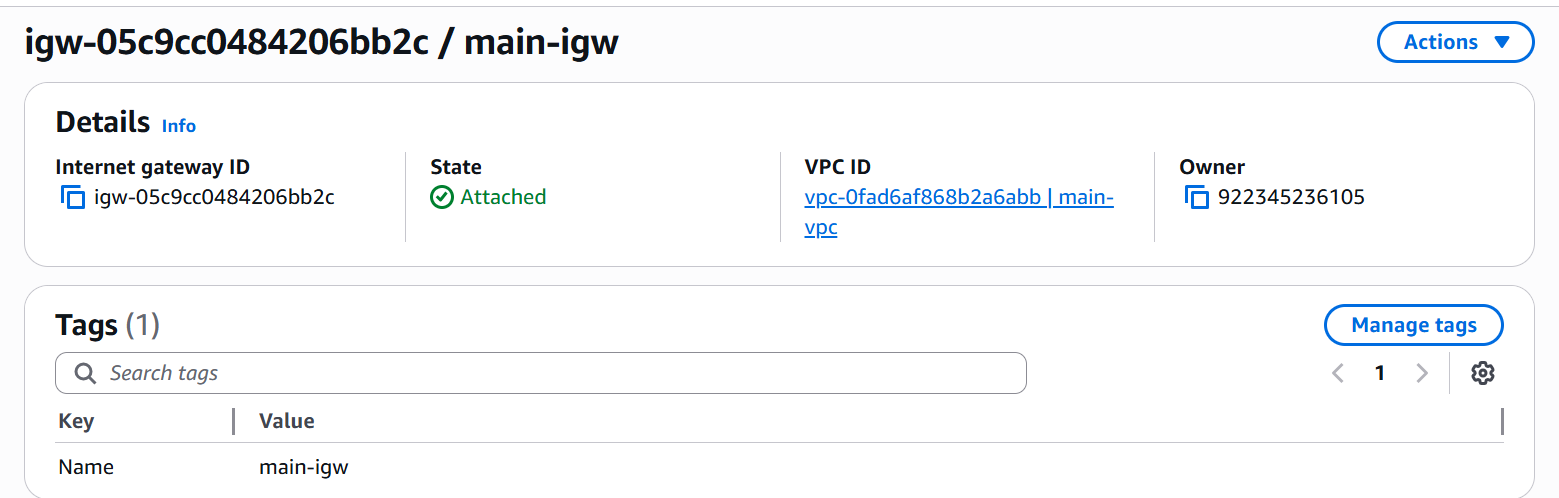 igw-05c9cc0484206bb2c / main-igw
Actions
Details Info
Internet gateway ID
igw-05c9cc0484206bb2c
State
Attached
VPC ID
vpc-0fad6af868b2a6abb | main-
vpc
Owner
922345236105
Tags (1)
Manage tags
Search tags
1
Key Value
Name main-igw